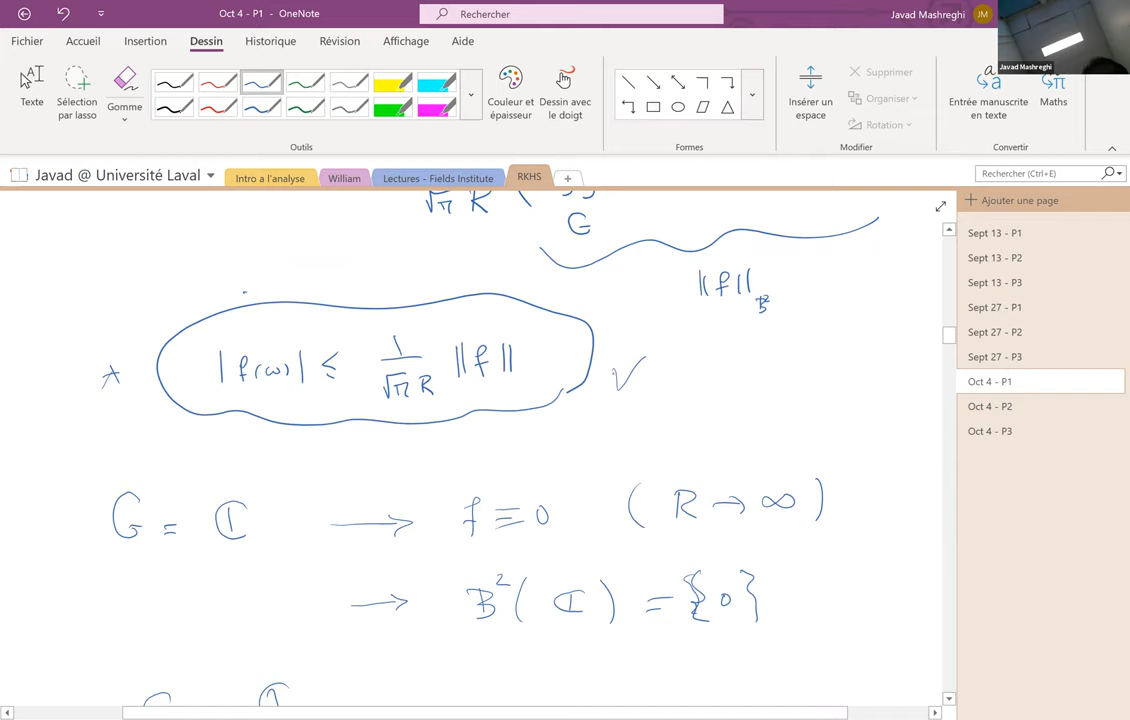 Oct 4 - P1 - OneNote
Rechercher
Javad Mashreghi
JM
Javad Mashreghi
Fichier
Accueil
Insertion
Dessin
Historique
Révision
Affichage
Aide
Texte
Sélection par lasso
Gomme
Couleur et épaisseur
Dessin avec le doigt
Insérer un espace
Supprimer
Organiser
Rotation
Entrée manuscrite en texte
Maths
Outils
Formes
Modifier
Convertir
Javad @ Université Laval
Intro a l'analyse
William
Lectures - Fields Institute
RKHS
Rechercher (Ctrl+E)
Ajouter une page
Sept 13 - P1
Sept 13 - P2
Sept 13 - P3
Sept 27 - P1
Sept 27 - P2
Sept 27 - P3
Oct 4 - P1
Oct 4 - P2
Oct 4 - P3
√π R
G
||f||_B
|f(w)| ≤ 1/(√π R) ||f||
G = ℂ → f ≡ 0 (R → ∞)
→ B²(ℂ) = {0}